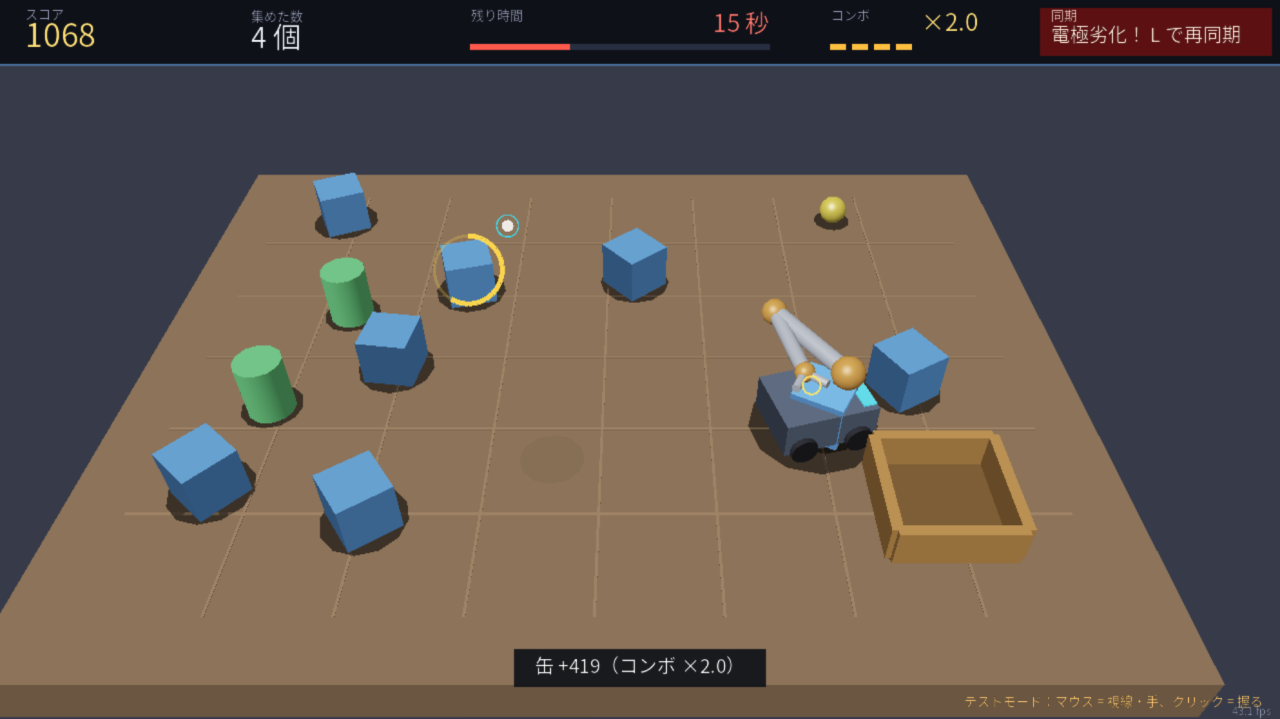 スコア
1068
集めた数
4 個
残り時間
15 秒
コンボ
×2.0
同期
電極劣化！Lで再同期
缶 +419（コンボ ×2.0）
テストモード：マウス = 視線・手、クリック = 握る